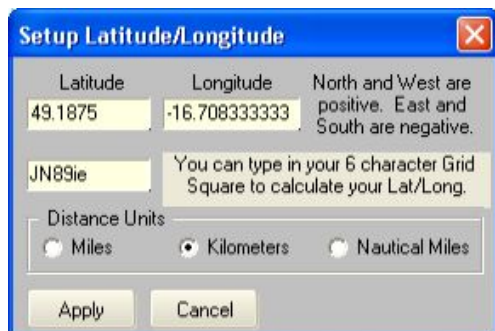 Setup Latitude/Longitude
Latitude
Longitude
49.1875
-16.708333333
North and West are
positive. East and
South are negative.
JN89ie
You can type in your 6 character Grid
Square to calculate your Lat/Long.
Distance Units
Miles
Kilometers
Nautical Miles
Apply
Cancel